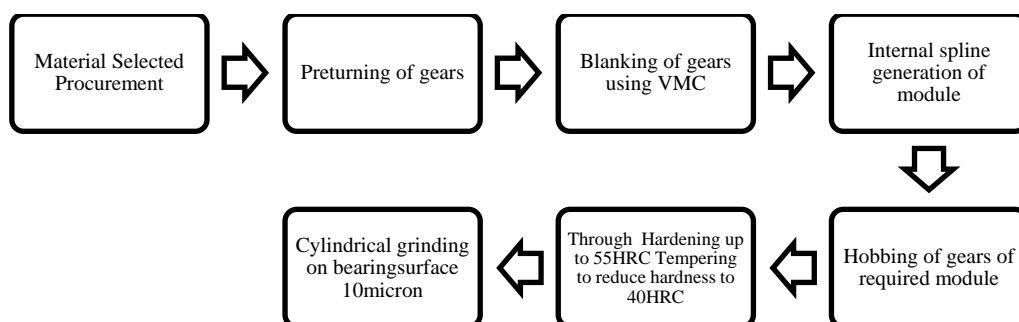 Material Selected
Procurement
Preturning of gears
Blanking of gears
using VMC
Internal spline
generation of
module
Hobbing of gears of
required module
Through Hardening up
to 55HRC Tempering
to reduce hardness to
40HRC
Cylindrical grinding
on bearingsurface
10micron